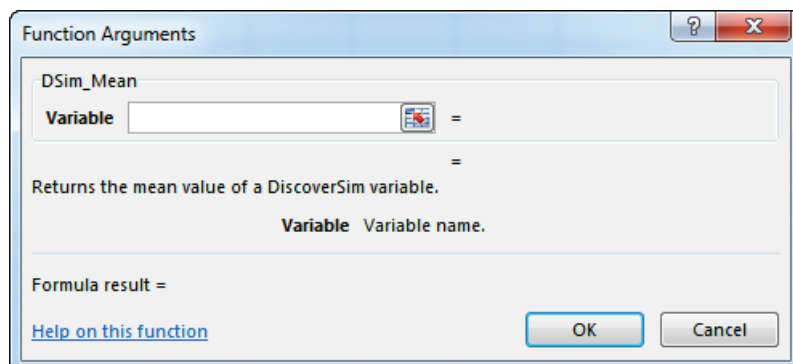 Function Arguments
?
DSim_Mean
Variable =
=
Returns the mean value of a DiscoverSim variable.
Variable Variable name.
Formula result =
Help on this function OK Cancel